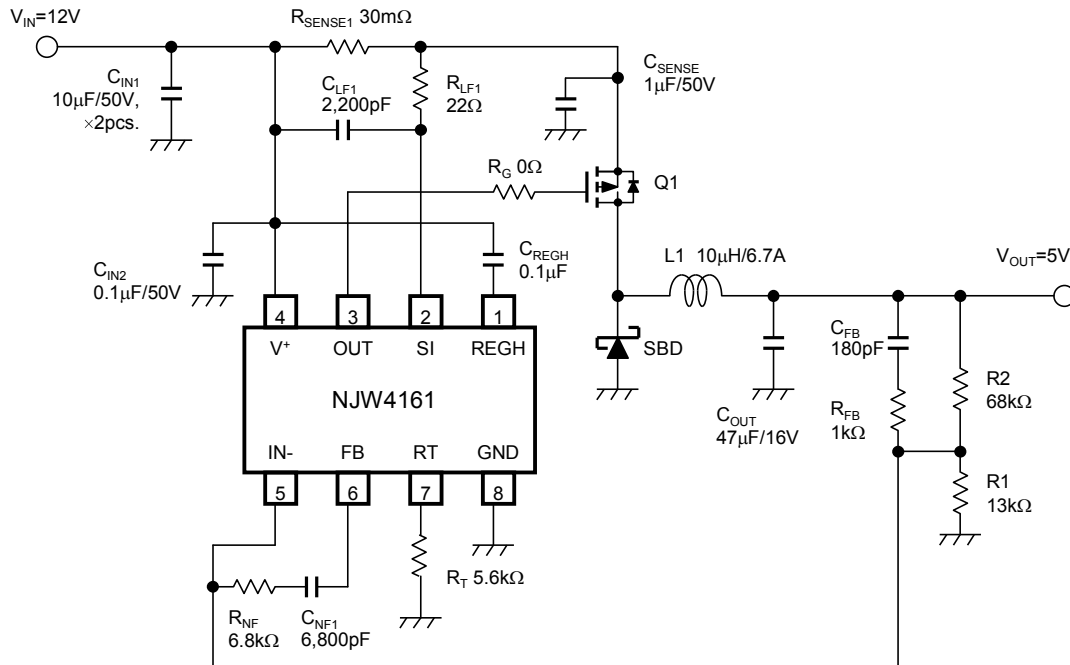 V_IN=12V
R_SENSE1 30mΩ
C_IN1
10µF/50V,
×2pcs.
C_LF1
2,200pF
R_LF1
22Ω
C_SENSE
1µF/50V
R_G 0Ω
Q1
C_IN2
0.1µF/50V
C_REGH
0.1µF
L1 10µH/6.7A
V_OUT=5V
4
3
2
1
V⁺
OUT
SI
REGH
NJW4161
SBD
C_OUT
47µF/16V
C_FB
180pF
R_FB
1kΩ
R2
68kΩ
R1
13kΩ
IN-
FB
RT
GND
5
6
7
8
R_NF
6.8kΩ
C_NF1
6,800pF
R_T 5.6kΩ